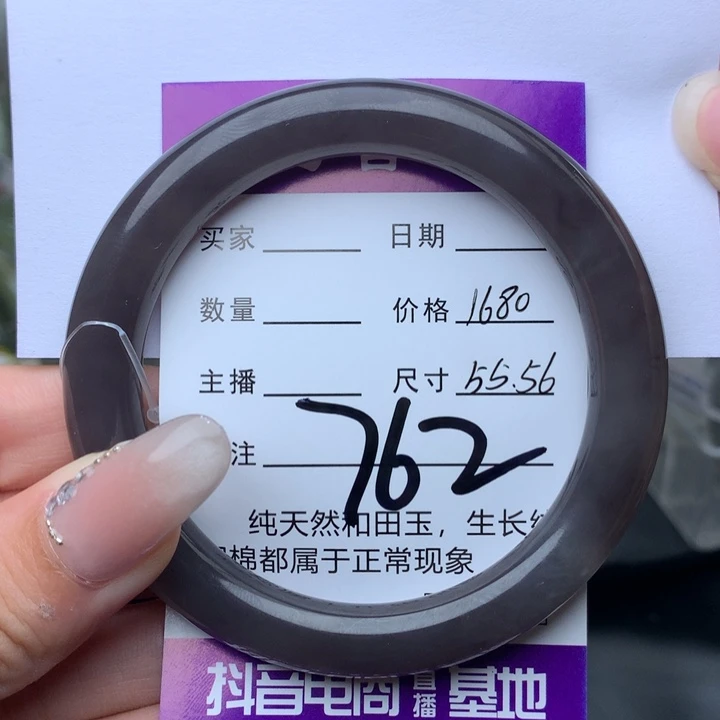 买家 日期
数量 价格 1680
主播 尺寸 55.56
注
762
纯天然和田玉，生长
棉都属于正常现象
抖音电商直播基地